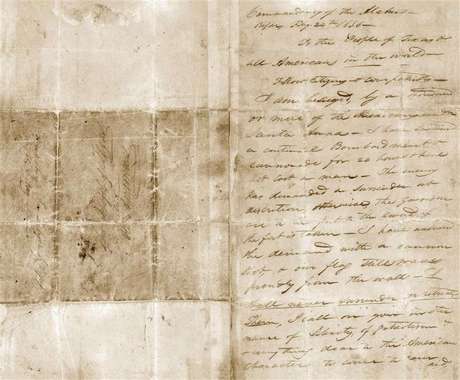 Commandancy of the Alamo—
Bejar Feby. 24th 1836—
To the People of Texas &
all Americans in the world—
Fellow Citizens & compatriots—
I am besieged, by a thousand
or more of the Mexicans under
Santa Anna— I have sustained
a continual Bombardment &
cannonade for 24 hours & have
not lost a man— The enemy
has demanded a surrender at
discretion, otherwise, the garrison
are to be put to the sword, if
the fort is taken— I have answered
the demand with a cannon
shot, & our flag still waves
proudly from the walls— I
shall never surrender or retreat
Then, I call on you in the
name of Liberty, of patriotism &
every thing dear to the American
character, to come to our aid,